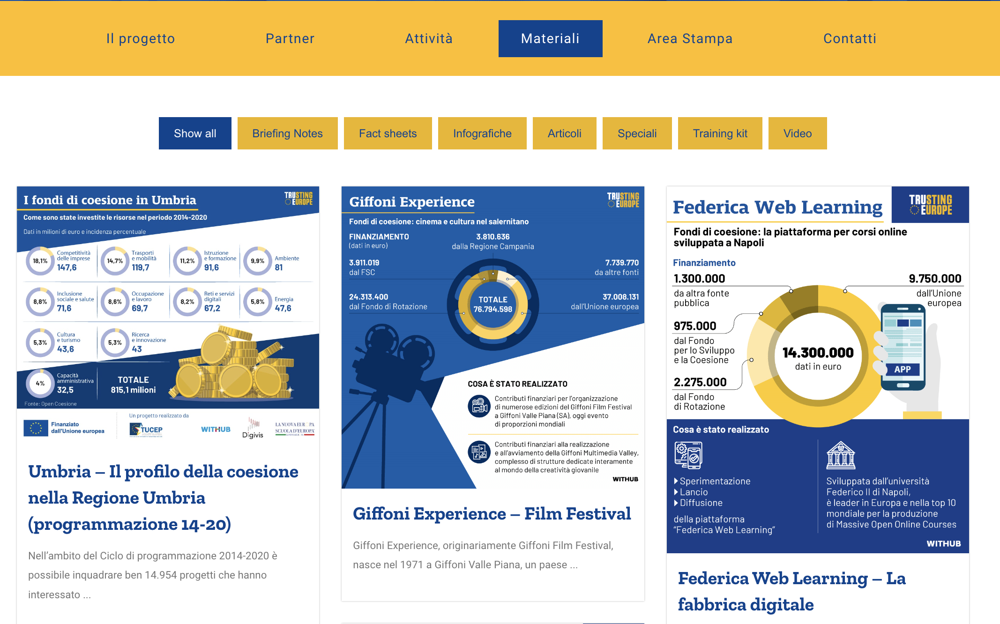 Il progetto
Partner
Attività
Materiali
Area Stampa
Contatti
Show all
Briefing Notes
Fact sheets
Infografiche
Articoli
Speciali
Training kit
Video
I fondi di coesione in Umbria
TRUSTING
EUROPE
Come sono state investite le risorse nel periodo 2014-2020
Dati in milioni di euro e incidenza percentuale
18,1%
Competitività
delle imprese
147,6
14,7%
Trasporti
e mobilità
119,7
11,2%
Istruzione
e formazione
91,6
9,9%
Ambiente
81
8,8%
Inclusione
sociale e salute
71,6
8,6%
Occupazione
e lavoro
69,7
8,2%
Reti e servizi
digitali
67,2
5,8%
Energia
47,6
5,3%
Cultura
e turismo
43,6
5,3%
Ricerca
e innovazione
43
4%
Capacità
amministrativa
32,5
TOTALE
815,1 milioni
Fonte: Open Coesione
Finanziato
dall'Unione europea
Un progetto realizzato da
TUCEP
WITHUB
Digivis
LA NUOVA EUROPA
SCUOLA D'EUROPA
Umbria – Il profilo della coesione
nella Regione Umbria
(programmazione 14-20)
Nell'ambito del Ciclo di programmazione 2014-2020 è
possibile inquadrare ben 14.954 progetti che hanno
interessato ...
Giffoni Experience
TRUSTING
EUROPE
Fondi di coesione: cinema e cultura nel salernitano
FINANZIAMENTO
(dati in euro)
3.810.636
dalla Regione Campania
3.911.019
dal FSC
7.739.770
da altre fonti
24.313.400
dal Fondo di Rotazione
TOTALE
76.794.598
37.008.131
dall'Unione europea
COSA È STATO REALIZZATO
Contributi finanziari per l'organizzazione
di numerose edizioni del Giffoni Film Festival
a Giffoni Valle Piana (SA), oggi evento
di proporzioni mondiali
Contributi finanziari alla realizzazione
e all'avviamento della Giffoni Multimedia Valley,
complesso di strutture dedicate interamente
al mondo della creatività giovanile
WITHUB
Giffoni Experience – Film Festival
Giffoni Experience, originariamente Giffoni Film Festival,
nasce nel 1971 a Giffoni Valle Piana, un paese ...
Federica Web Learning
TRUSTING
EUROPE
Fondi di coesione: la piattaforma per corsi online
sviluppata a Napoli
Finanziamento
1.300.000
da altra fonte
pubblica
9.750.000
dall'Unione
europea
975.000
dal Fondo
per lo Sviluppo
e la Coesione
14.300.000
dati in euro
APP
2.275.000
dal Fondo
di Rotazione
Cosa è stato realizzato
Sperimentazione
Lancio
Diffusione
della piattaforma
“Federica Web Learning”
Sviluppata dall'università
Federico II di Napoli,
è leader in Europa e nella top 10
mondiale per la produzione
di Massive Open Online Courses
WITHUB
Federica Web Learning – La
fabbrica digitale